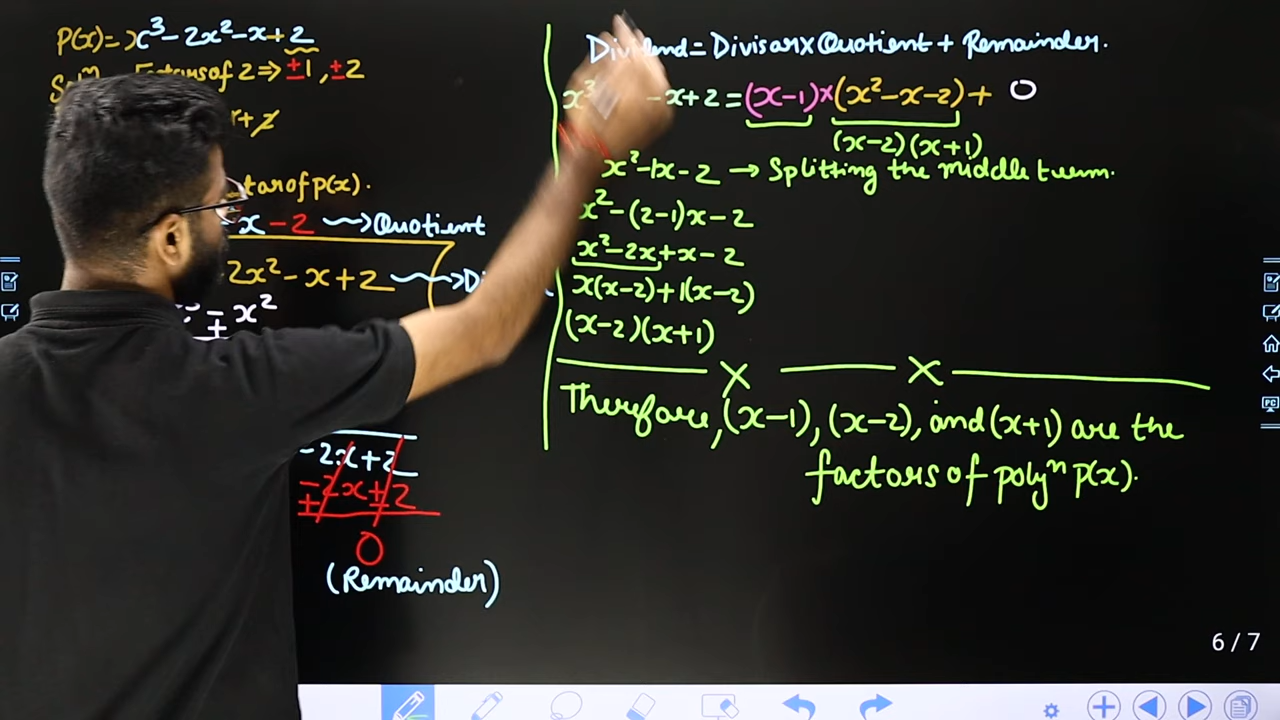 P(x)= x³-2x²-x+2
Factors of 2 ⇒ ±1, ±2
of p(x).
x -2 → Quotient
2x²-x+2
∓ x²
-2x+2
-2x+2
+
0
(Remainder)
Dividend = Divisor x Quotient + Remainder.
x³ -x+2 = (x-1)×(x²-x-2)+ 0
(x-2)(x+1)
x²-1x-2 → Splitting the middle term.
x²-(2-1)x-2
x²-2x+x-2
x(x-2)+1(x-2)
(x-2)(x+1)
Therefore, (x-1), (x-2), and (x+1) are the
factors of polyⁿ p(x).
6 / 7
PC